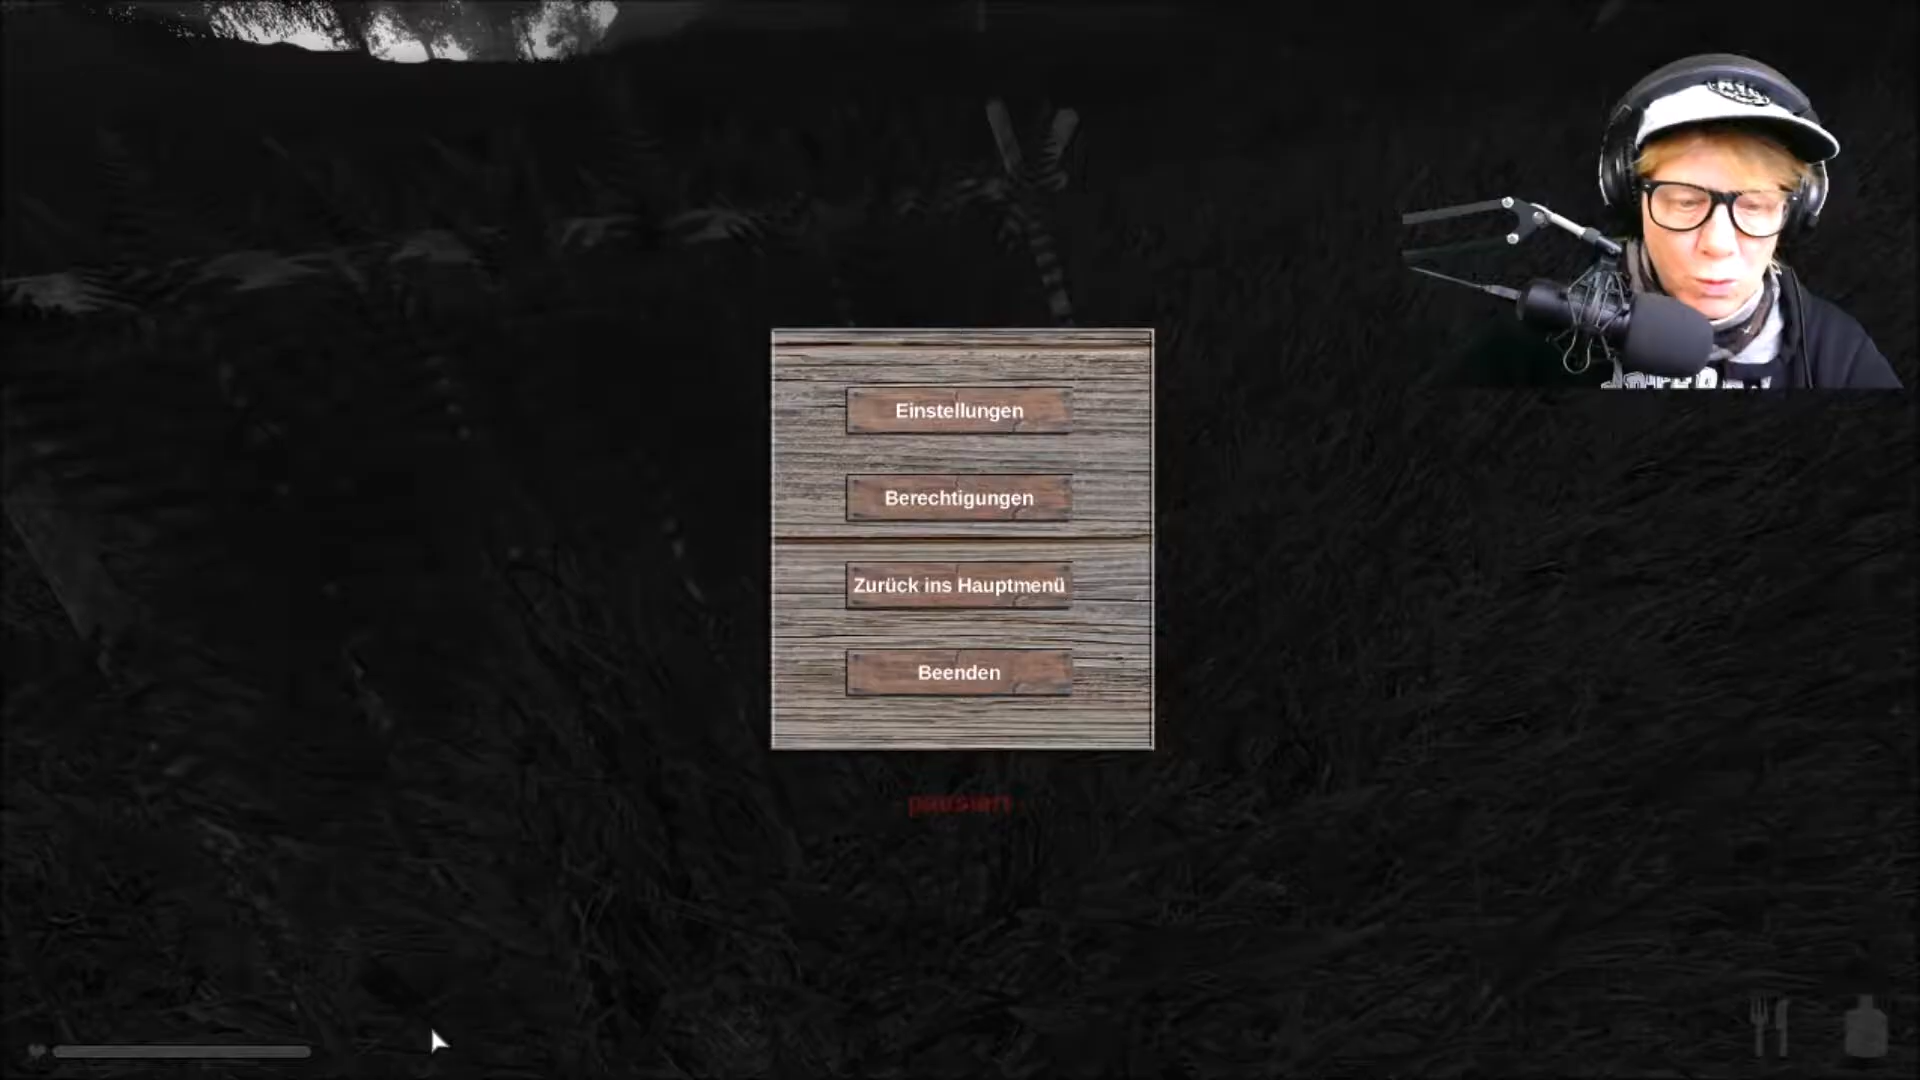 Einstellungen
Berechtigungen
Zurück ins Hauptmenü
Beenden
pausiert